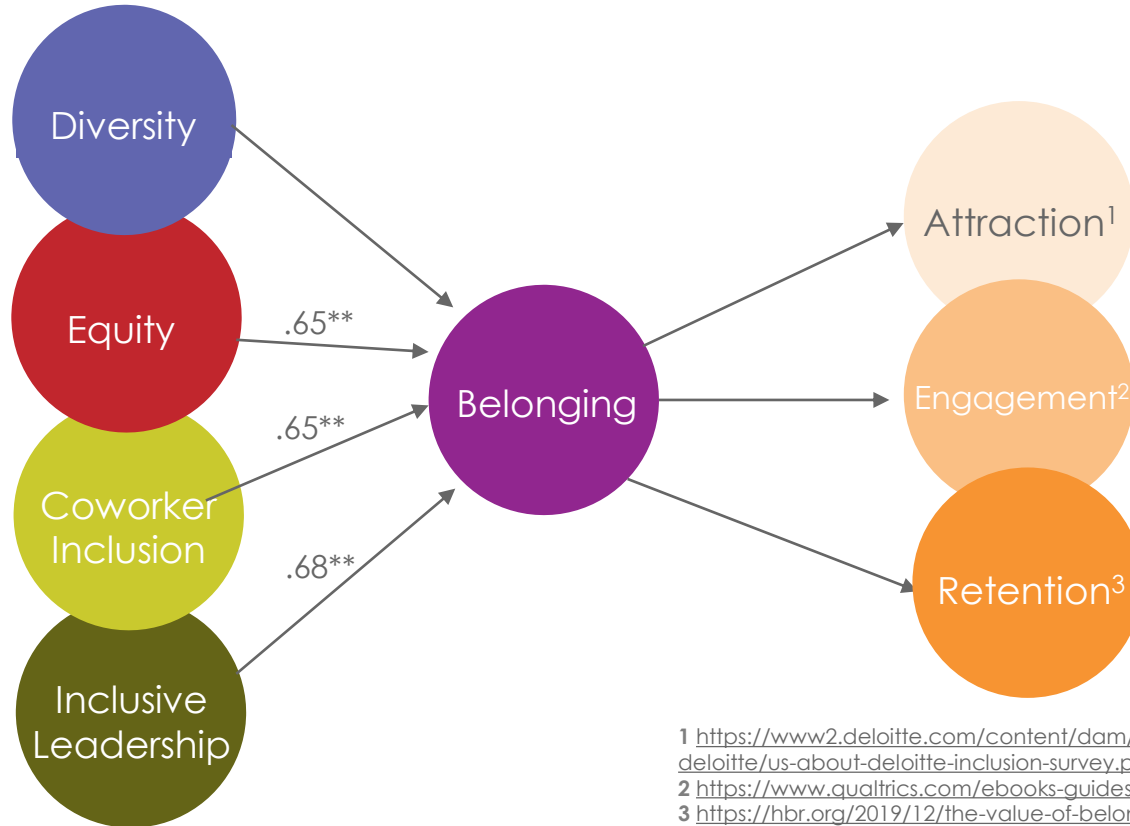 Diversity
Equity
Coworker
Inclusion
Inclusive
Leadership
.65**
.65**
.68**
Belonging
Attraction1
Engagement2
Retention3
1 https://www2.deloitte.com/content/dam/
deloitte/us-about-deloitte-inclusion-survey.p
2 https://www.qualtrics.com/ebooks-guides
3 https://hbr.org/2019/12/the-value-of-belon